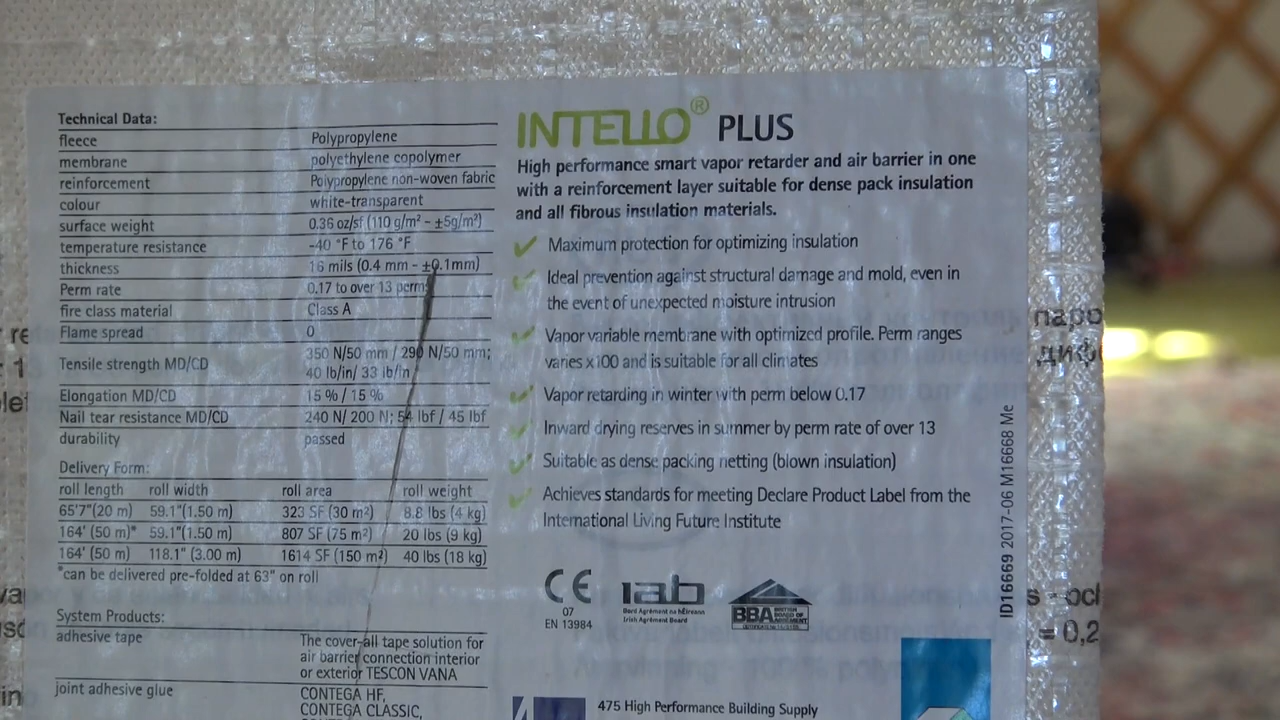 Technical Data:
fleece Polypropylene
membrane polyethylene copolymer
reinforcement Polypropylene non-woven fabric
colour white-transparent
surface weight 0.36 oz/sf (110 g/m² - ±5g/m²)
temperature resistance -40 °F to 176 °F
thickness 16 mils (0.4 mm - ±0.1mm)
Perm rate 0.17 to over 13 perms
fire class material Class A
Flame spread 0
Tensile strength MD/CD 350 N/50 mm / 290 N/50 mm;
40 lb/in/ 33 lb/in
Elongation MD/CD 15 % / 15 %
Nail tear resistance MD/CD 240 N/ 200 N; 54 lbf / 45 lbf
durability passed
Delivery Form:
roll length roll width roll area roll weight
65'7"(20 m) 59.1"(1.50 m) 323 SF (30 m²) 8.8 lbs (4 kg)
164' (50 m)* 59.1"(1.50 m) 807 SF (75 m²) 20 lbs (9 kg)
164' (50 m) 118.1" (3.00 m) 1614 SF (150 m²) 40 lbs (18 kg)
*can be delivered pre-folded at 63" on roll
System Products:
adhesive tape The cover-all tape solution for
air barrier connection interior
or exterior TESCON VANA
joint adhesive glue CONTEGA HF,
CONTEGA CLASSIC,
INTELLO® PLUS
High performance smart vapor retarder and air barrier in one
with a reinforcement layer suitable for dense pack insulation
and all fibrous insulation materials.
Maximum protection for optimizing insulation
Ideal prevention against structural damage and mold, even in
the event of unexpected moisture intrusion
Vapor variable membrane with optimized profile. Perm ranges
varies x100 and is suitable for all climates
Vapor retarding in winter with perm below 0.17
Inward drying reserves in summer by perm rate of over 13
Suitable as dense packing netting (blown insulation)
Achieves standards for meeting Declare Product Label from the
International Living Future Institute
CE
07
EN 13984
iab
Bord Agrément na hÉireann
Irish Agrément Board
BBA
BRITISH
BOARD OF
AGRÉMENT
475 High Performance Building Supply
ID16669 2017-06 M16668 Me
паро
= 0,2